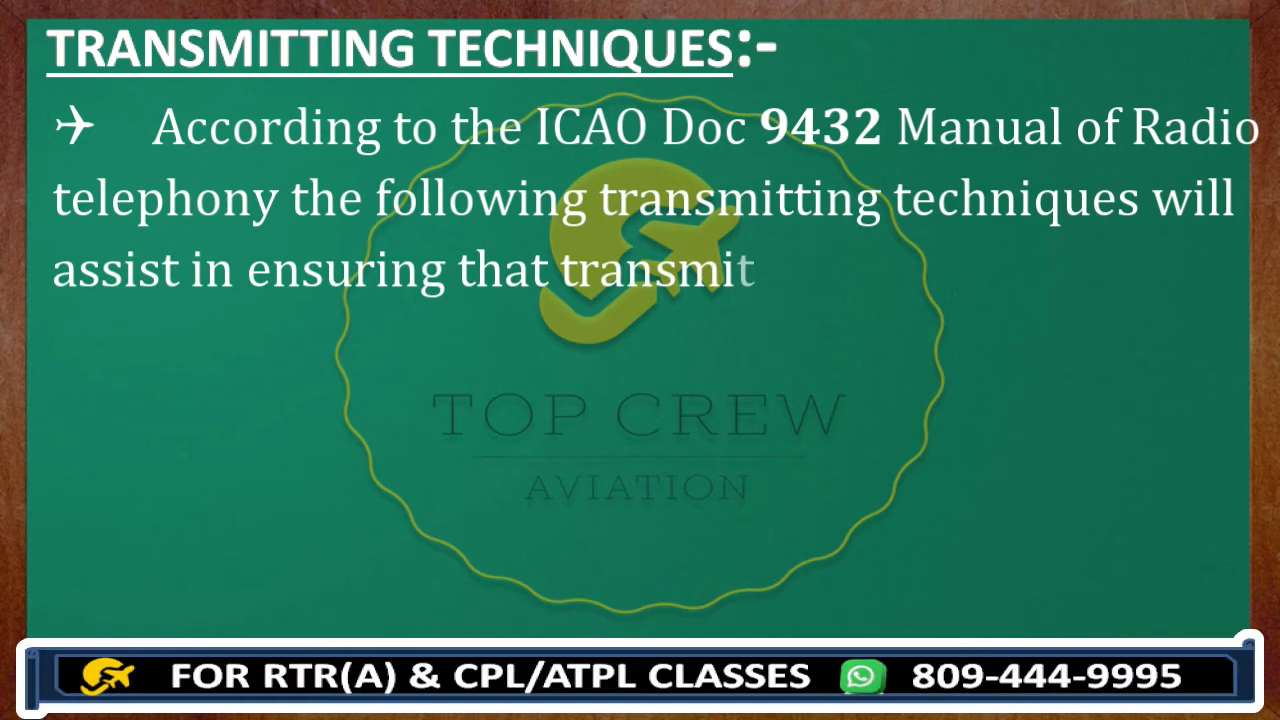 TRANSMITTING TECHNIQUES:-
✈ According to the ICAO Doc 9432 Manual of Radio
telephony the following transmitting techniques will
assist in ensuring that transmit
TOP CREW
AVIATION
FOR RTR(A) & CPL/ATPL CLASSES 809-444-9995